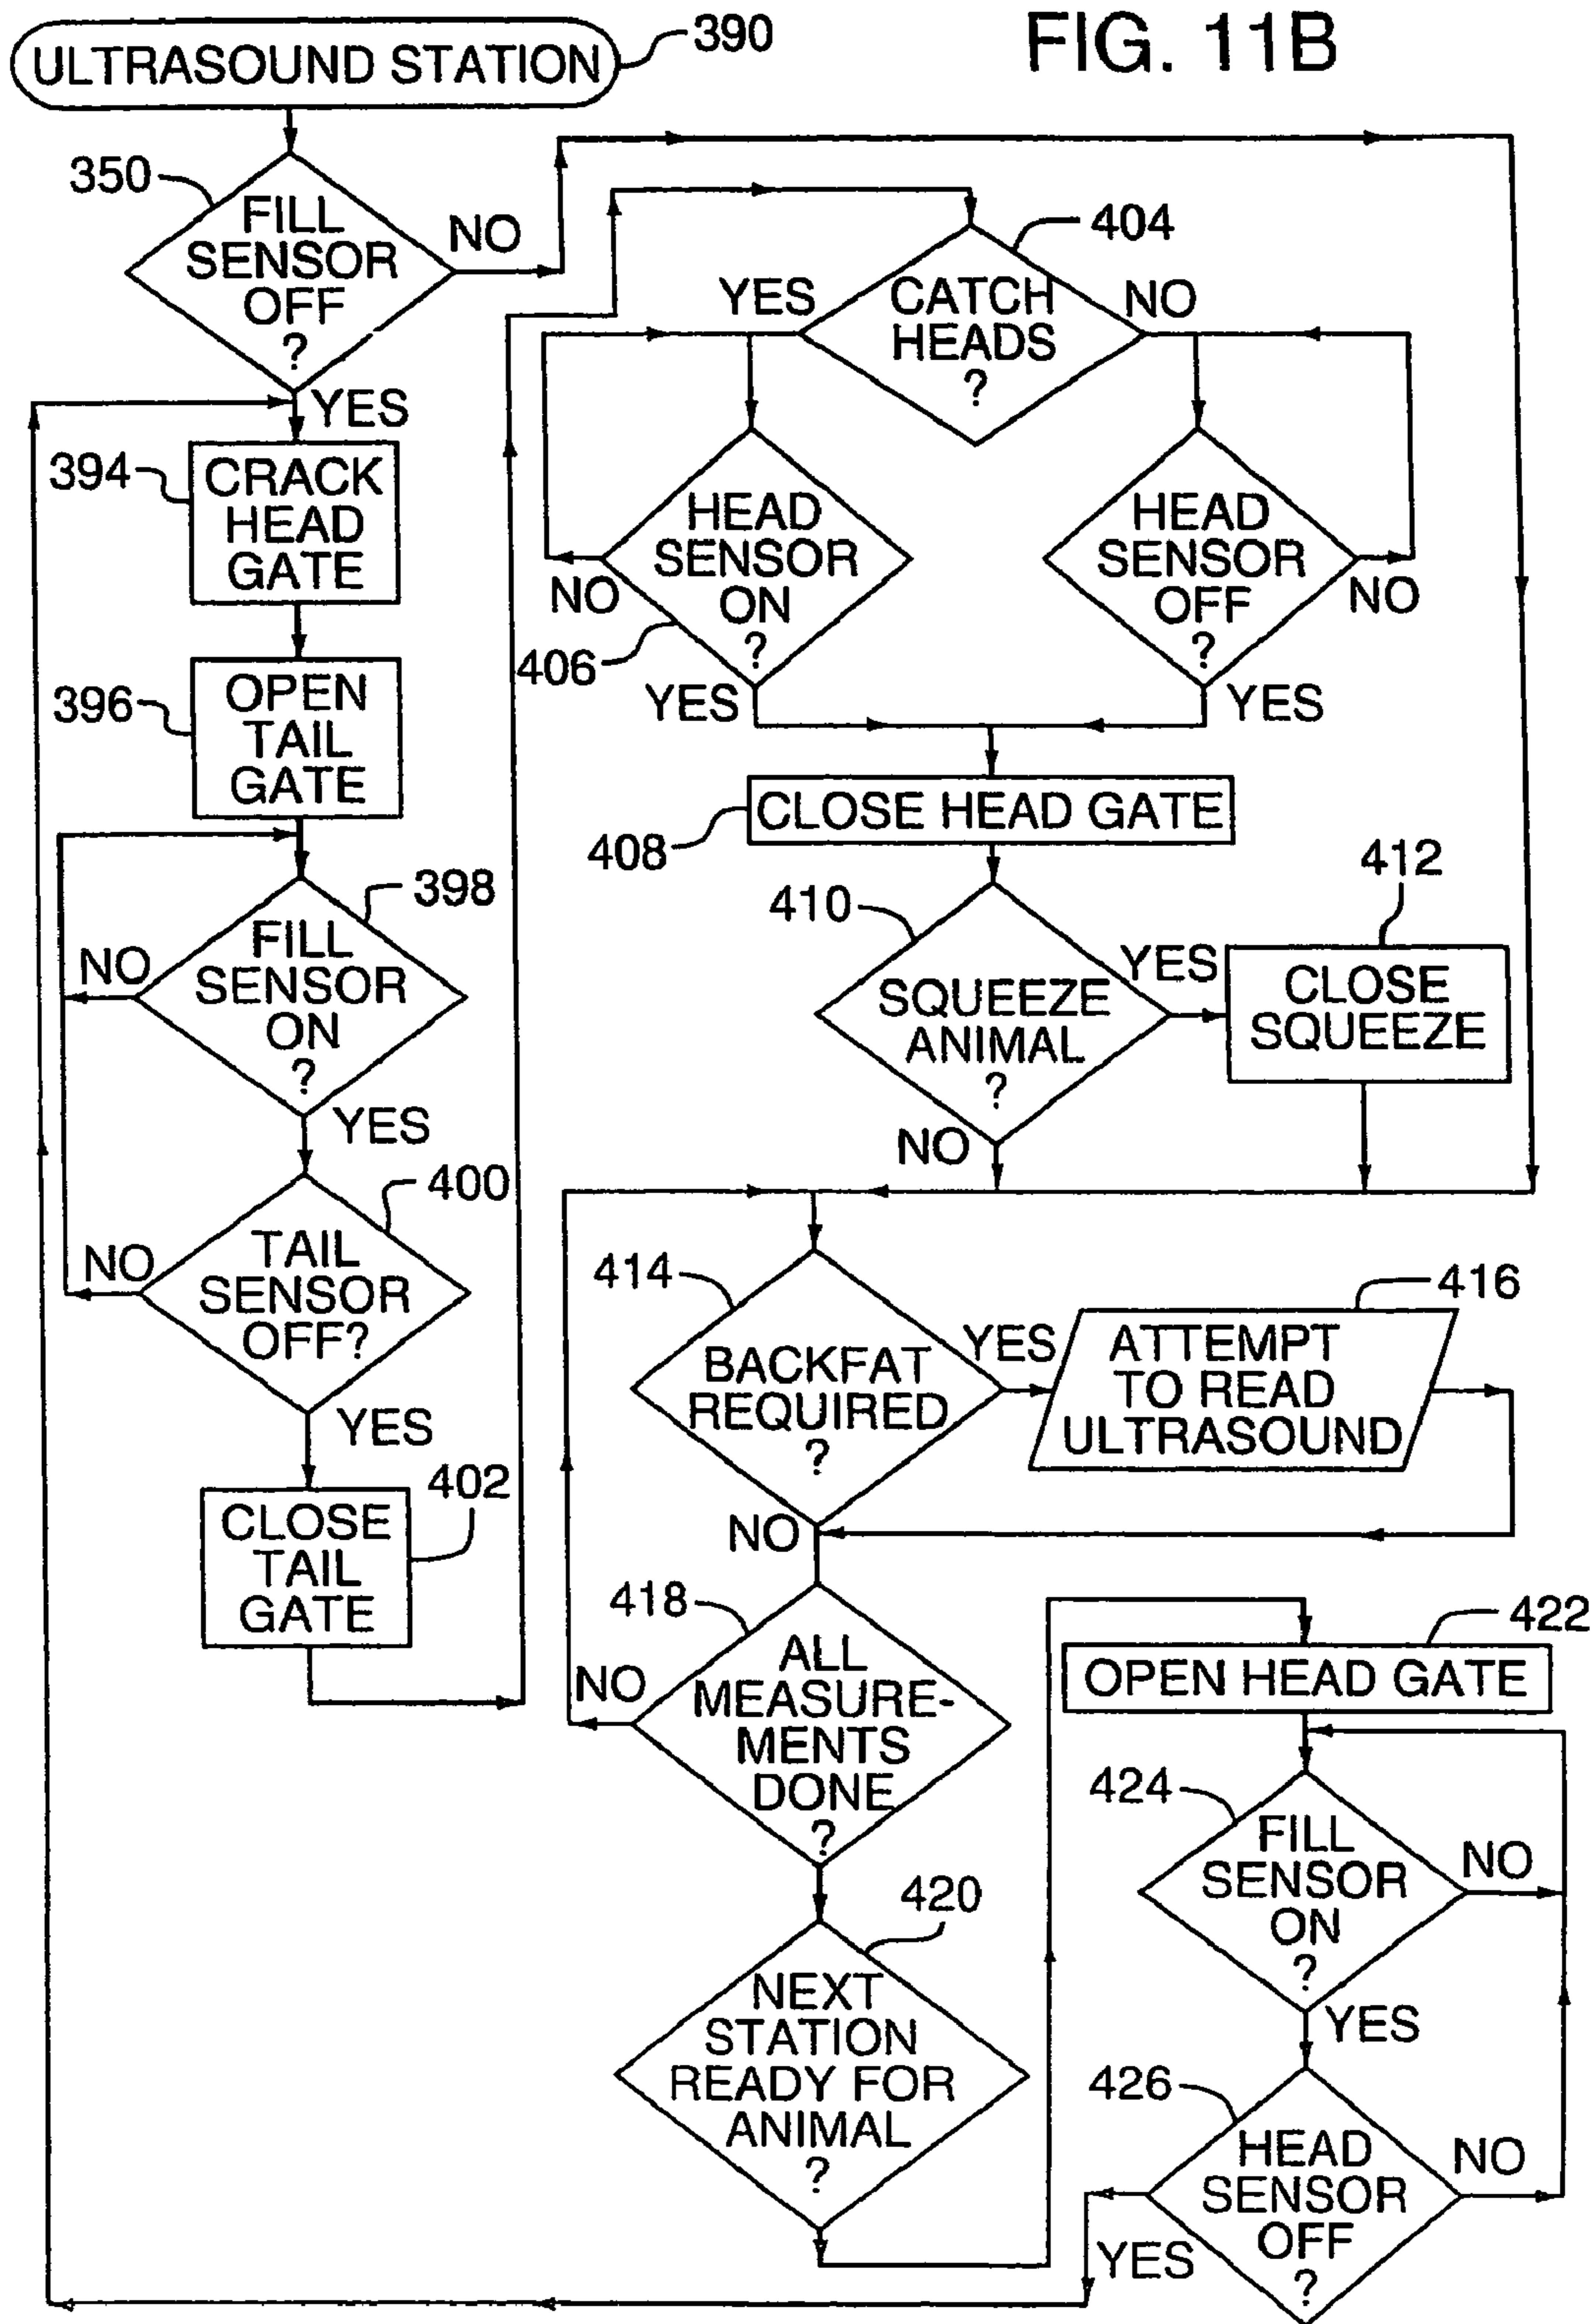 FIG. 11B
ULTRASOUND STATION
390
350
FILL
SENSOR
OFF
?
NO
YES
394
CRACK
HEAD
GATE
396
OPEN
TAIL
GATE
398
FILL
SENSOR
ON
?
NO
YES
400
TAIL
SENSOR
OFF?
NO
YES
402
CLOSE
TAIL
GATE
404
CATCH
HEADS
?
YES
NO
HEAD
SENSOR
ON
?
NO
406
YES
HEAD
SENSOR
OFF
?
NO
YES
CLOSE HEAD GATE
408
410
SQUEEZE
ANIMAL
?
YES
NO
412
CLOSE
SQUEEZE
414
BACKFAT
REQUIRED
?
YES
NO
416
ATTEMPT
TO READ
ULTRASOUND
418
ALL
MEASURE-
MENTS
DONE
?
NO
420
NEXT
STATION
READY FOR
ANIMAL
?
422
OPEN HEAD GATE
424
FILL
SENSOR
ON
?
NO
YES
426
HEAD
SENSOR
OFF
?
NO
YES